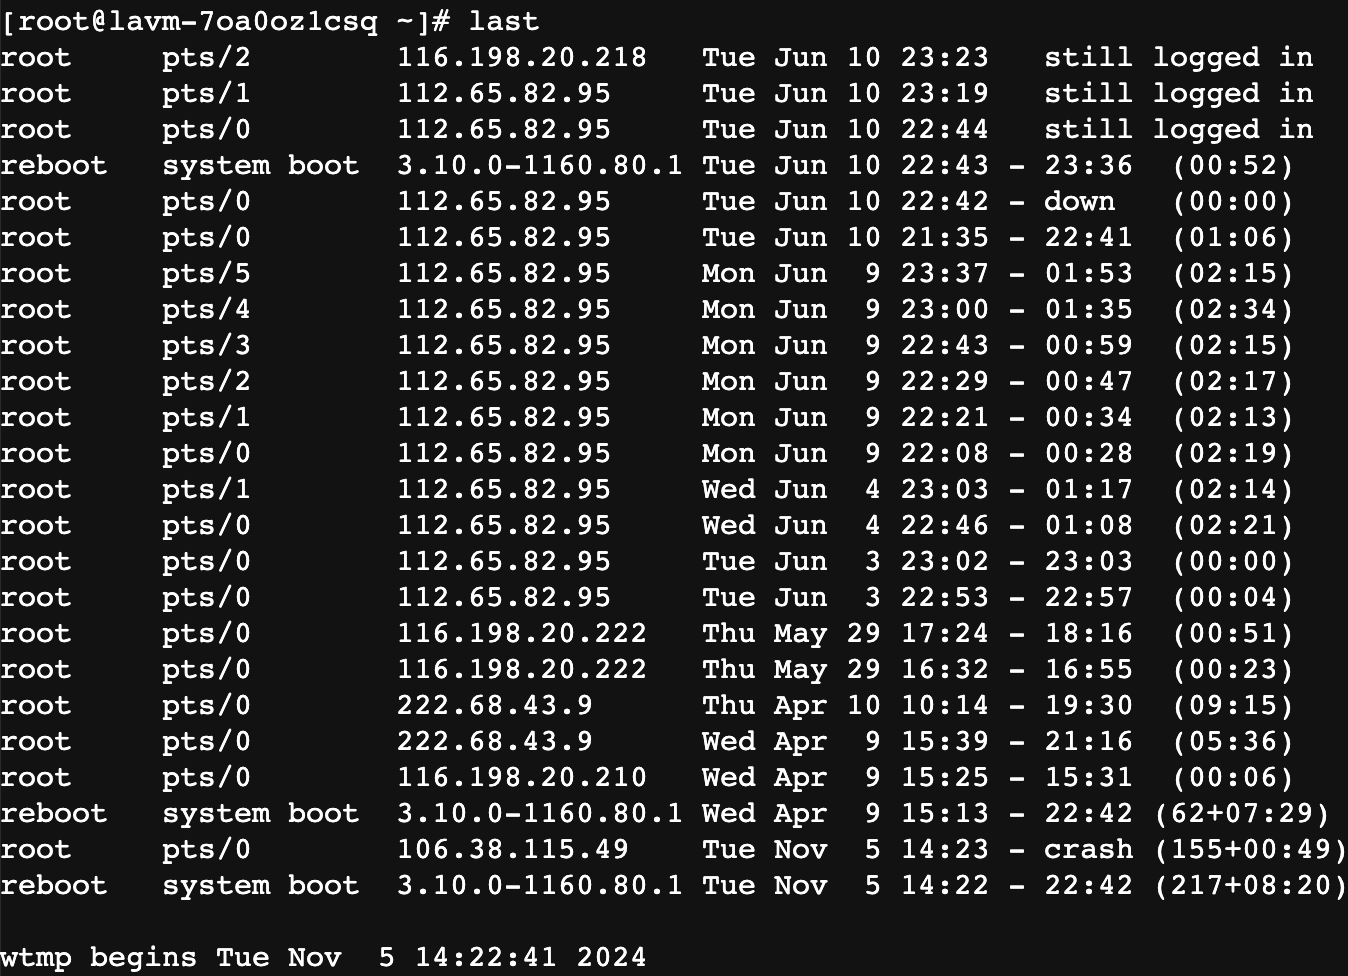 [root@lavm-7oa0oz1csq ~]# last
root     pts/2        116.198.20.218   Tue Jun 10 23:23   still logged in
root     pts/1        112.65.82.95     Tue Jun 10 23:19   still logged in
root     pts/0        112.65.82.95     Tue Jun 10 22:44   still logged in
reboot   system boot  3.10.0-1160.80.1 Tue Jun 10 22:43 - 23:36  (00:52)
root     pts/0        112.65.82.95     Tue Jun 10 22:42 - down   (00:00)
root     pts/0        112.65.82.95     Tue Jun 10 21:35 - 22:41  (01:06)
root     pts/5        112.65.82.95     Mon Jun  9 23:37 - 01:53  (02:15)
root     pts/4        112.65.82.95     Mon Jun  9 23:00 - 01:35  (02:34)
root     pts/3        112.65.82.95     Mon Jun  9 22:43 - 00:59  (02:15)
root     pts/2        112.65.82.95     Mon Jun  9 22:29 - 00:47  (02:17)
root     pts/1        112.65.82.95     Mon Jun  9 22:21 - 00:34  (02:13)
root     pts/0        112.65.82.95     Mon Jun  9 22:08 - 00:28  (02:19)
root     pts/1        112.65.82.95     Wed Jun  4 23:03 - 01:17  (02:14)
root     pts/0        112.65.82.95     Wed Jun  4 22:46 - 01:08  (02:21)
root     pts/0        112.65.82.95     Tue Jun  3 23:02 - 23:03  (00:00)
root     pts/0        112.65.82.95     Tue Jun  3 22:53 - 22:57  (00:04)
root     pts/0        116.198.20.222   Thu May 29 17:24 - 18:16  (00:51)
root     pts/0        116.198.20.222   Thu May 29 16:32 - 16:55  (00:23)
root     pts/0        222.68.43.9      Thu Apr 10 10:14 - 19:30  (09:15)
root     pts/0        222.68.43.9      Wed Apr  9 15:39 - 21:16  (05:36)
root     pts/0        116.198.20.210   Wed Apr  9 15:25 - 15:31  (00:06)
reboot   system boot  3.10.0-1160.80.1 Wed Apr  9 15:13 - 22:42 (62+07:29)
root     pts/0        106.38.115.49    Tue Nov  5 14:23 - crash (155+00:49)
reboot   system boot  3.10.0-1160.80.1 Tue Nov  5 14:22 - 22:42 (217+08:20)

wtmp begins Tue Nov  5 14:22:41 2024